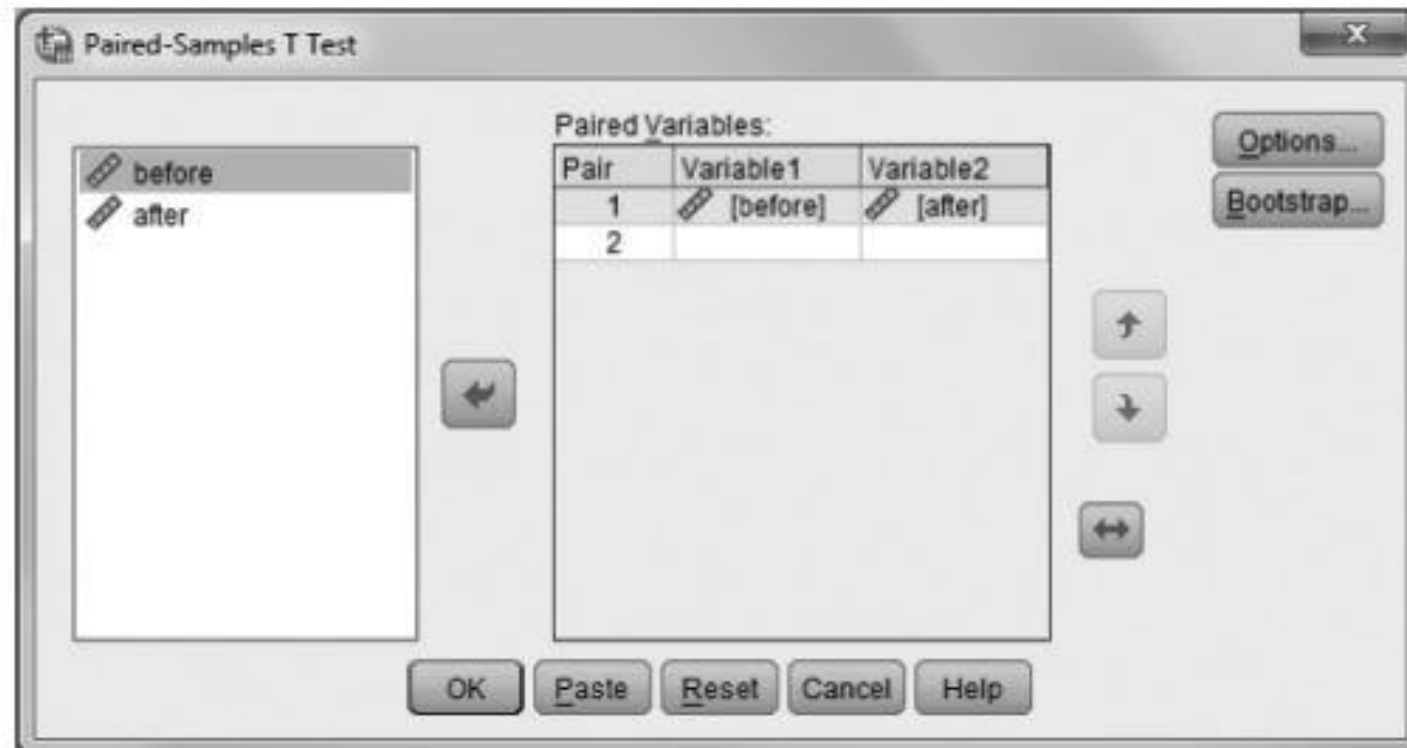 Paired-Samples T Test
before
after
Paired Variables:
Pair Variable1 Variable2
1 [before] [after]
2
Options...
Bootstrap...
OK Paste Reset Cancel Help